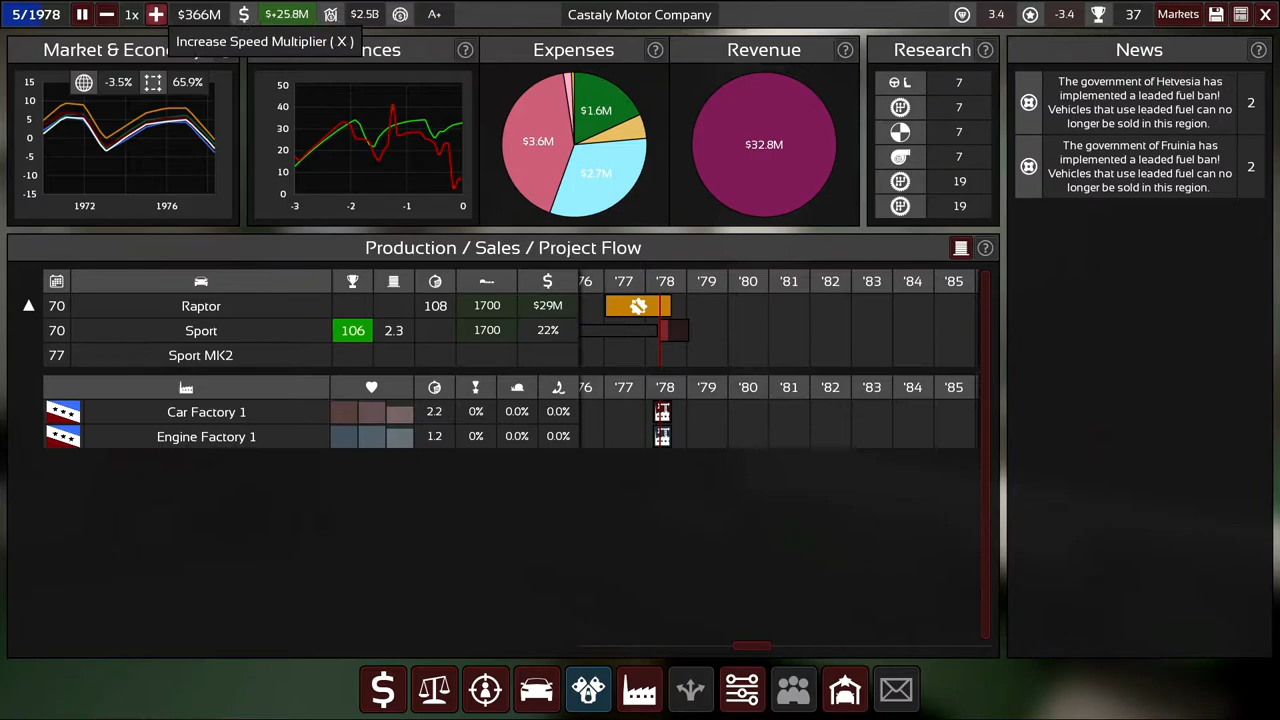 5/1978 1x $366M $+25.8M $2.5B A+ Castaly Motor Company 3.4 -3.4 37 Markets
Increase Speed Multiplier ( X )
Market & Econ
nces
Expenses
Revenue
Research
News
-3.5% 65.9%
15
10
5
0
-5
-10
-15
1972 1976
50
40
30
20
10
0
-3 -2 -1 0
$1.6M
$3.6M
$2.7M
$32.8M
L 7
7
7
7
19
19
The government of Hetvesia has
implemented a leaded fuel ban!
Vehicles that use leaded fuel can no
longer be sold in this region.
2
The government of Fruinia has
implemented a leaded fuel ban!
Vehicles that use leaded fuel can no
longer be sold in this region.
2
Production / Sales / Project Flow
$ 76 '77 '78 '79 '80 '81 '82 '83 '84 '85
70 Raptor 108 1700 $29M
70 Sport 106 2.3 1700 22%
77 Sport MK2
76 '77 '78 '79 '80 '81 '82 '83 '84 '85
Car Factory 1 2.2 0% 0.0% 0.0%
Engine Factory 1 1.2 0% 0.0% 0.0%